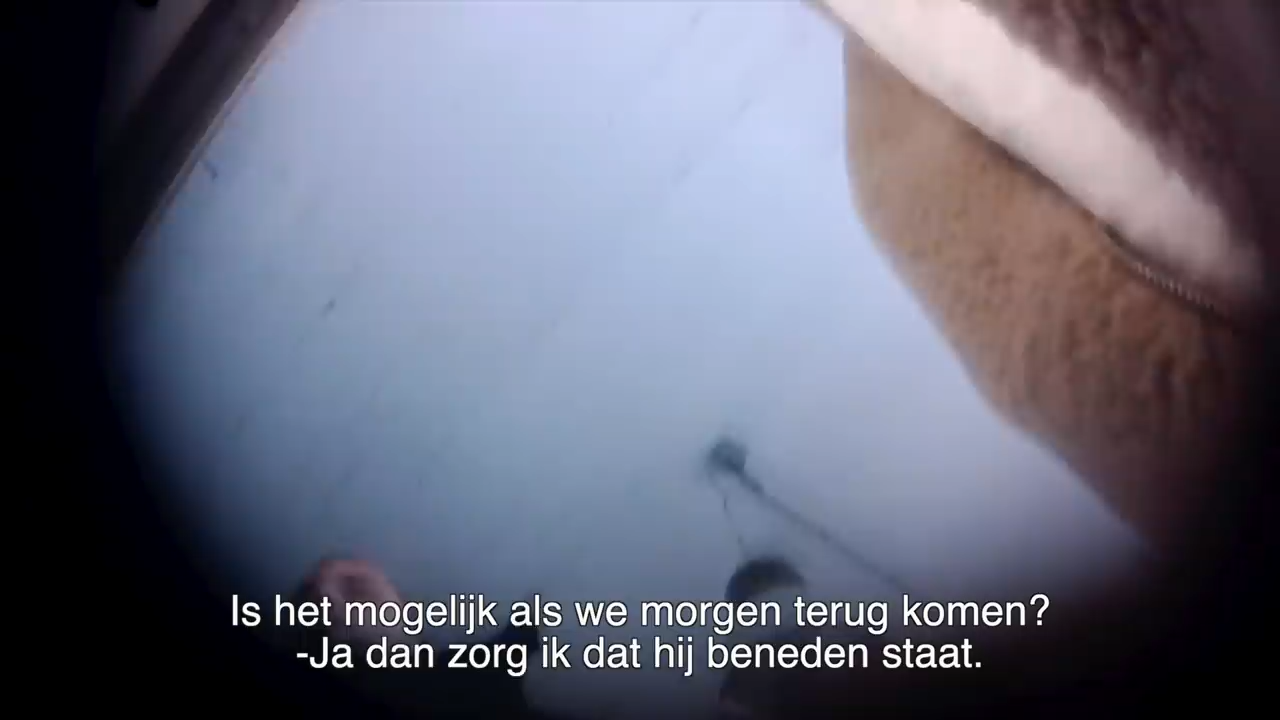 Is het mogelijk als we morgen terug komen?
-Ja dan zorg ik dat hij beneden staat.